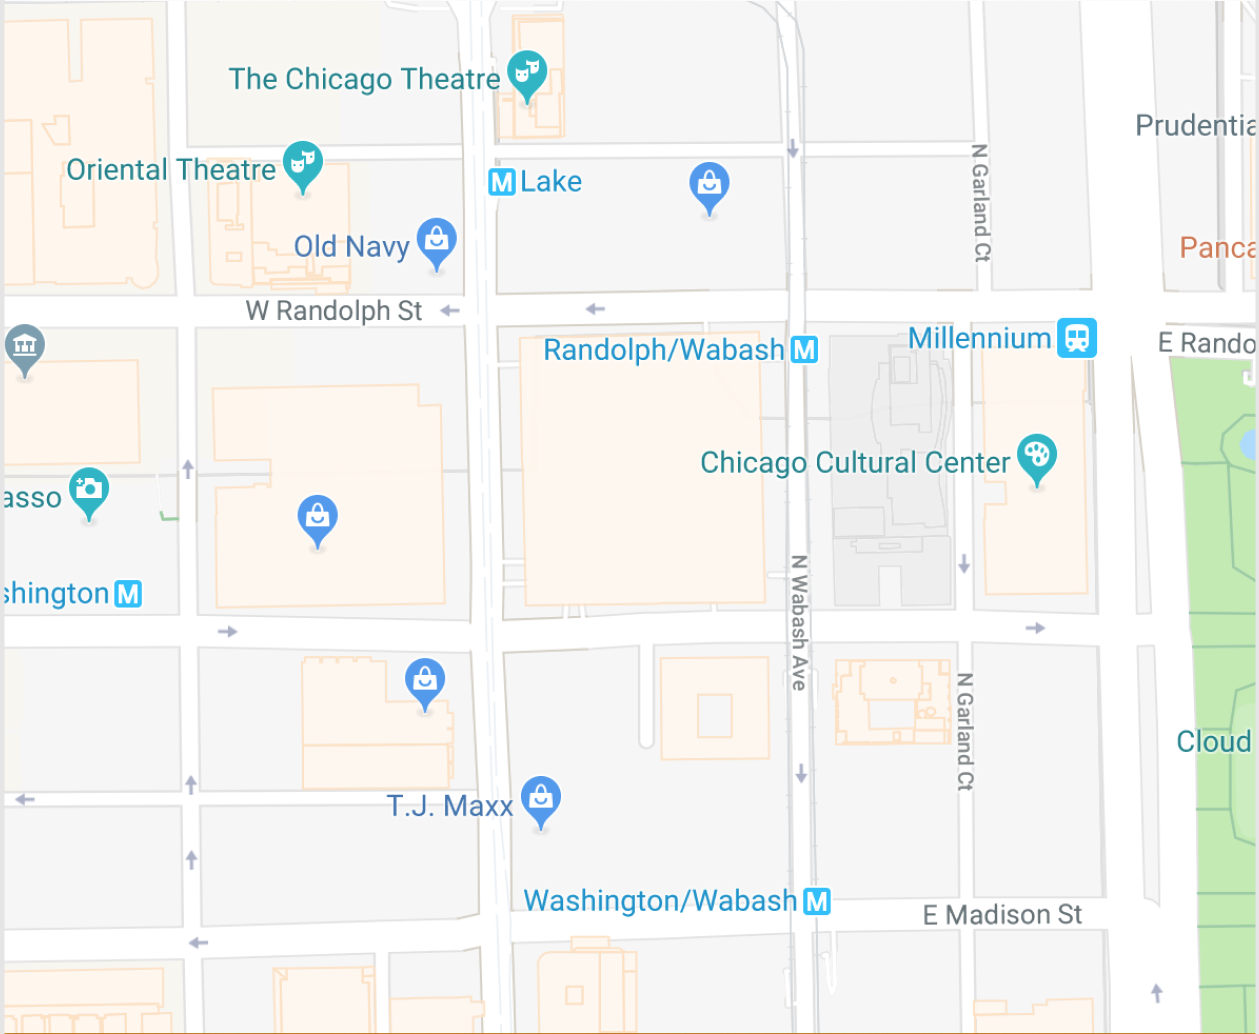 The Chicago Theatre
Prudentia
Oriental Theatre
M Lake
N Garland Ct
Old Navy
Panca
W Randolph St
Millennium
E Rando
Randolph/Wabash M
Chicago Cultural Center
asso
shington M
N Wabash Ave
N Garland Ct
Cloud
T.J. Maxx
Washington/Wabash M
E Madison St